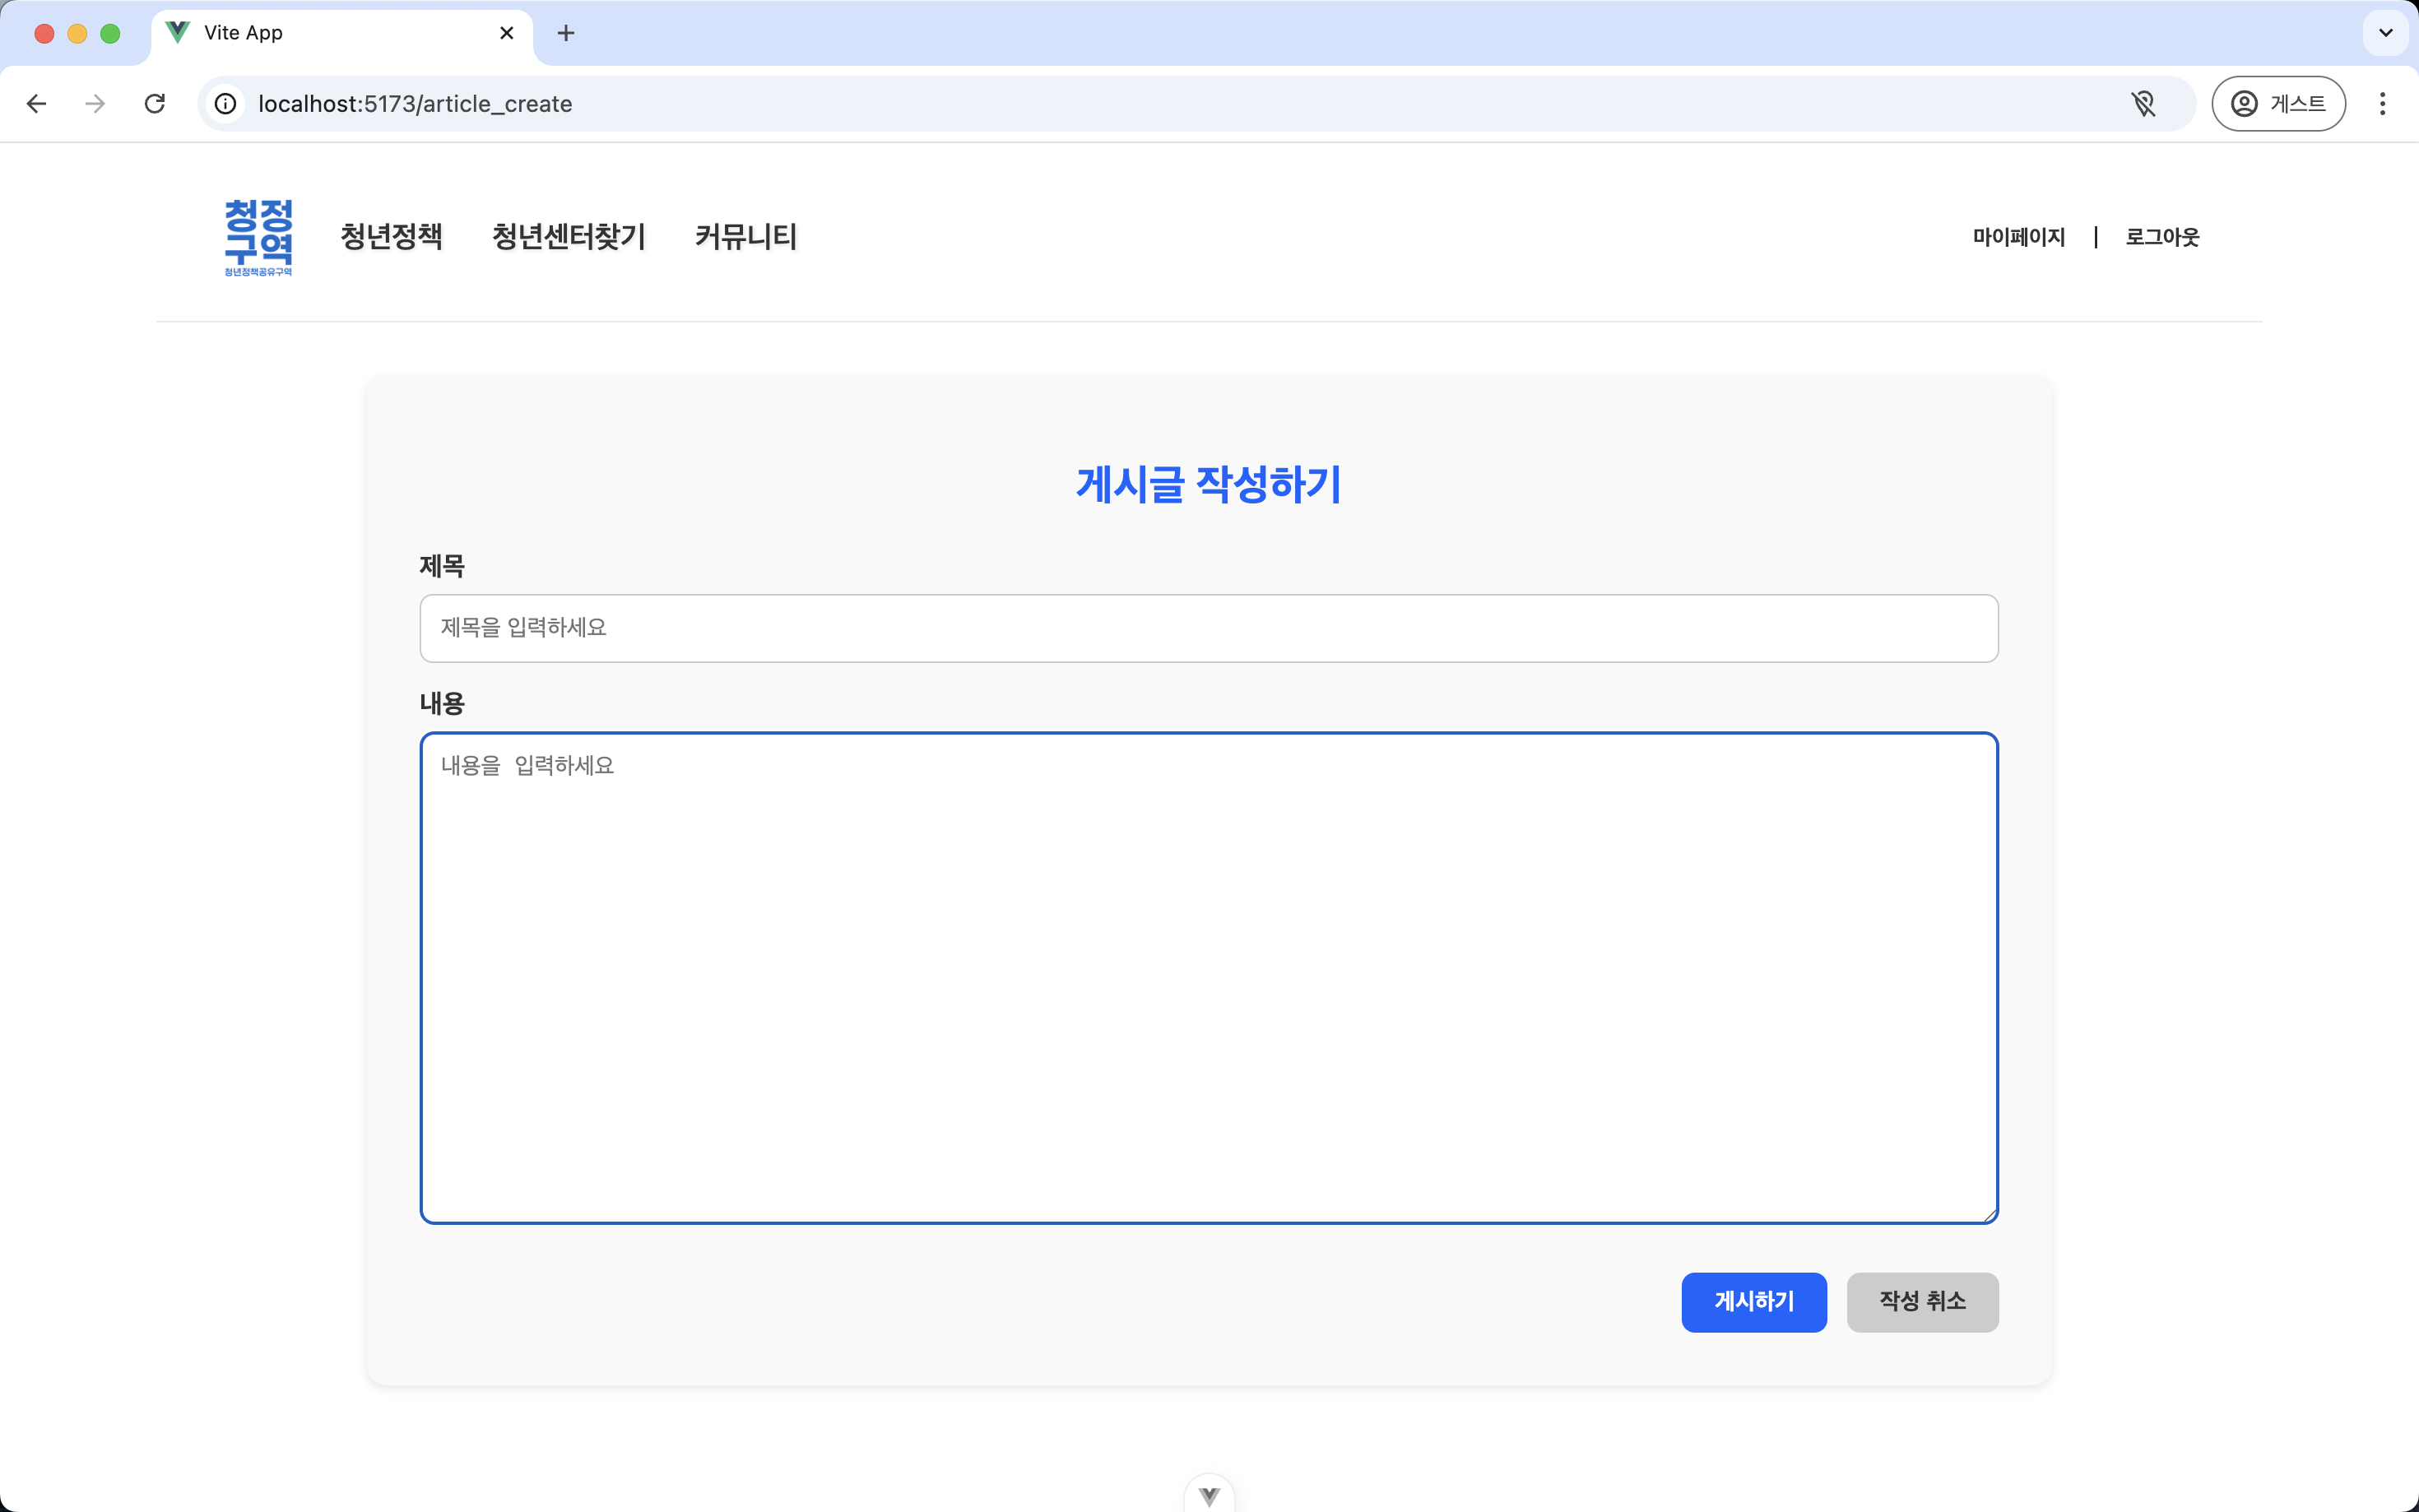 Vite App
localhost:5173/article_create
게스트
청정
구역
청년정책공유구역
청년정책 청년센터찾기 커뮤니티
마이페이지 | 로그아웃
게시글 작성하기
제목
제목을 입력하세요
내용
내용을 입력하세요
게시하기 작성 취소